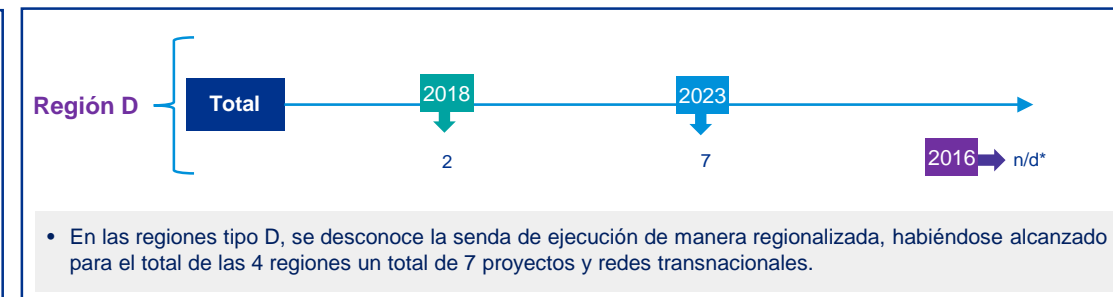 Región D
Total
2018
2023
2
7
2016
n/d*
• En las regiones tipo D, se desconoce la senda de ejecución de manera regionalizada, habiéndose alcanzado
para el total de las 4 regiones un total de 7 proyectos y redes transnacionales.